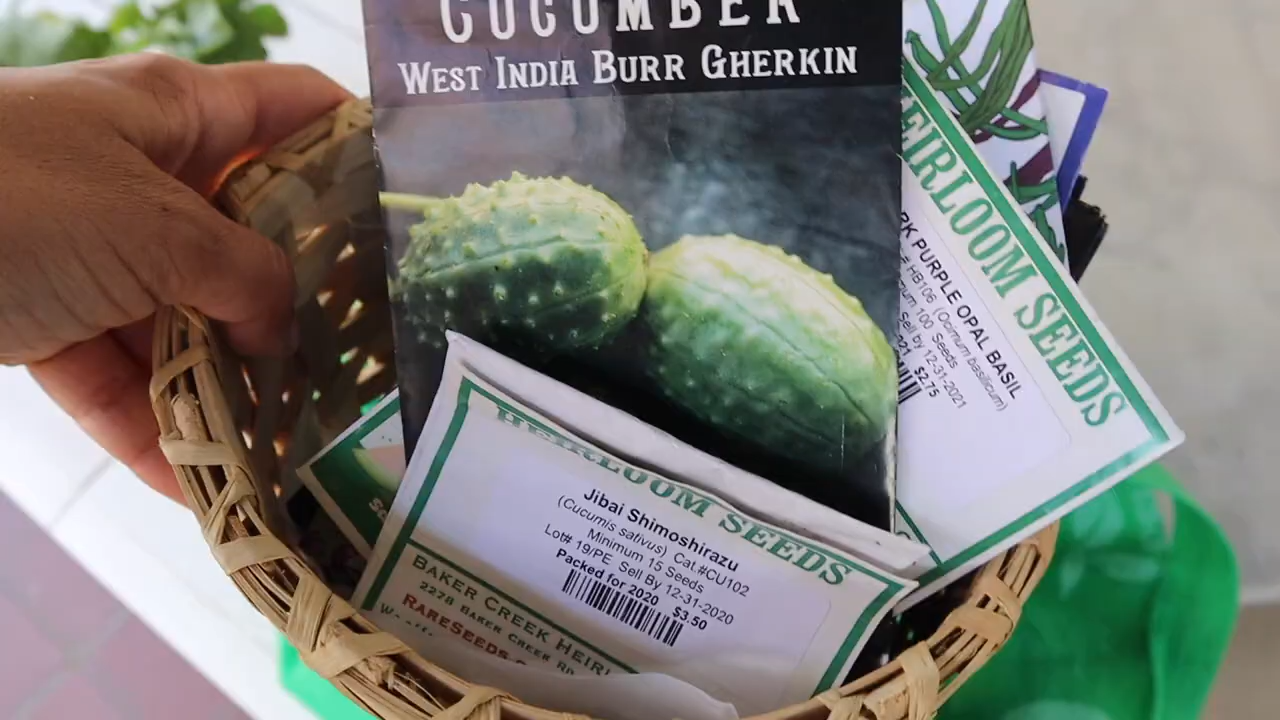 CUCUMBER
WEST INDIA BURR GHERKIN
HEIRLOOM SEEDS
PURPLE OPAL BASIL
# HB106 (Ocimum basilicum)
100 Seeds
Sell by 12-31-2021
$2.75
HEIRLOOM SEEDS
Jibai Shimoshirazu
(Cucumis sativus) Cat.#CU102
Minimum 15 Seeds
Lot# 19/PE Sell By 12-31-2020
Packed for 2020 $3.50
BAKER CREEK HEIRL
2278 BAKER CREEK RD
RARESEEDS.C